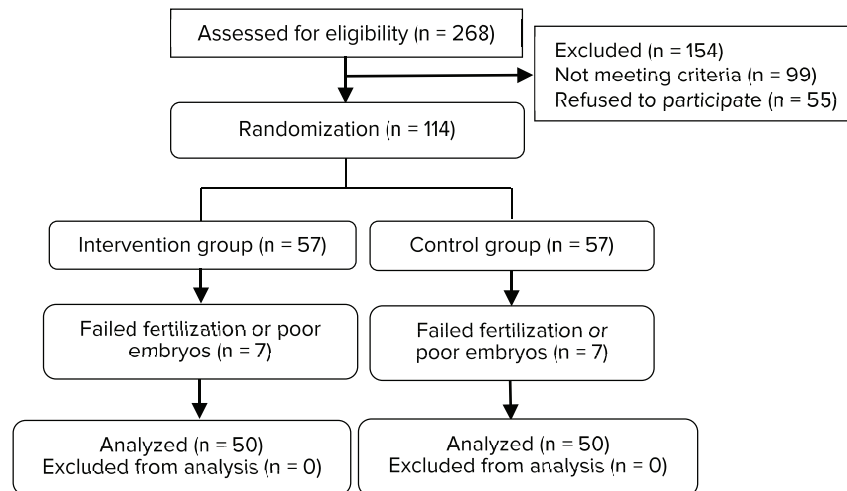 Assessed for eligibility (n = 268)
Excluded (n = 154)
Not meeting criteria (n = 99)
Refused to participate (n = 55)
Randomization (n = 114)
Intervention group (n = 57)
Control group (n = 57)
Failed fertilization or poor
embryos (n = 7)
Failed fertilization or
poor embryos (n = 7)
Analyzed (n = 50)
Excluded from analysis (n = 0)
Analyzed (n = 50)
Excluded from analysis (n = 0)